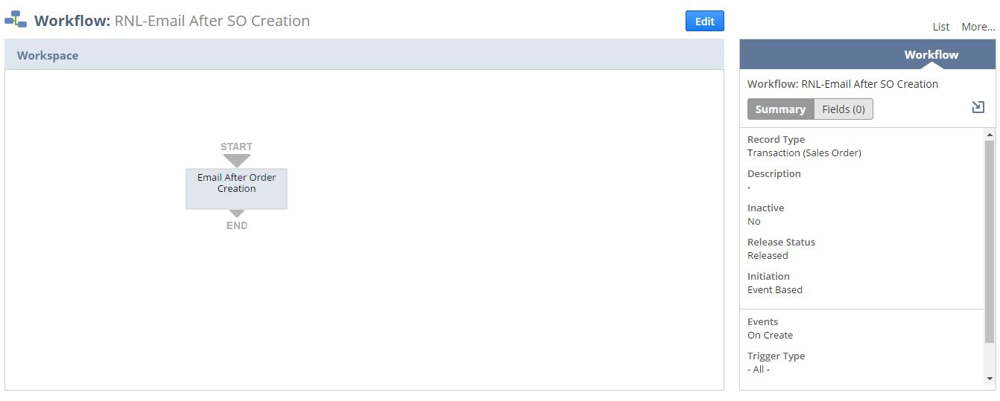 Workflow: RNL-Email After SO Creation
Edit
List More...
Workspace
Workflow
Workflow: RNL-Email After SO Creation
Summary Fields (0)
START
Email After Order
Creation
END
Record Type
Transaction (Sales Order)
Description
-
Inactive
No
Release Status
Released
Initiation
Event Based
Events
On Create
Trigger Type
- All -